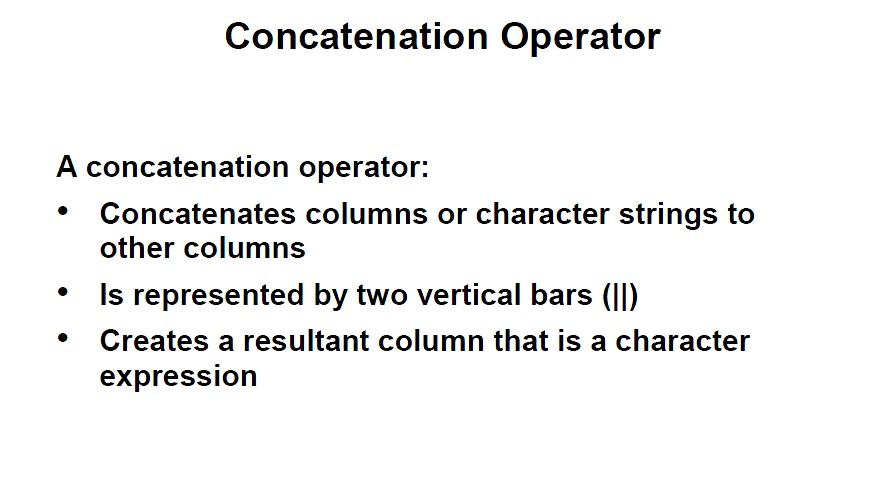 Concatenation Operator
A concatenation operator:
• Concatenates columns or character strings to
other columns
• Is represented by two vertical bars (||)
• Creates a resultant column that is a character
expression